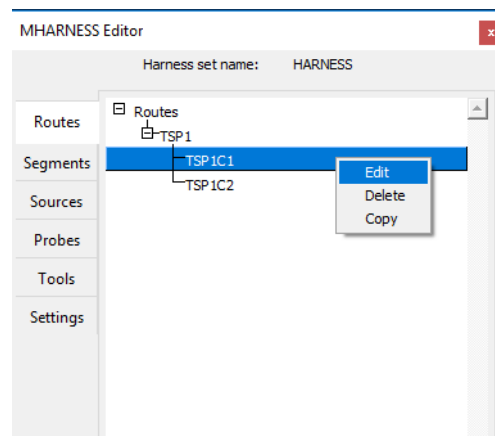 MHARNESS Editor
x
Harness set name: HARNESS
Routes
Segments
Sources
Probes
Tools
Settings
Routes
TSP1
TSP1C1
TSP1C2
Edit
Delete
Copy